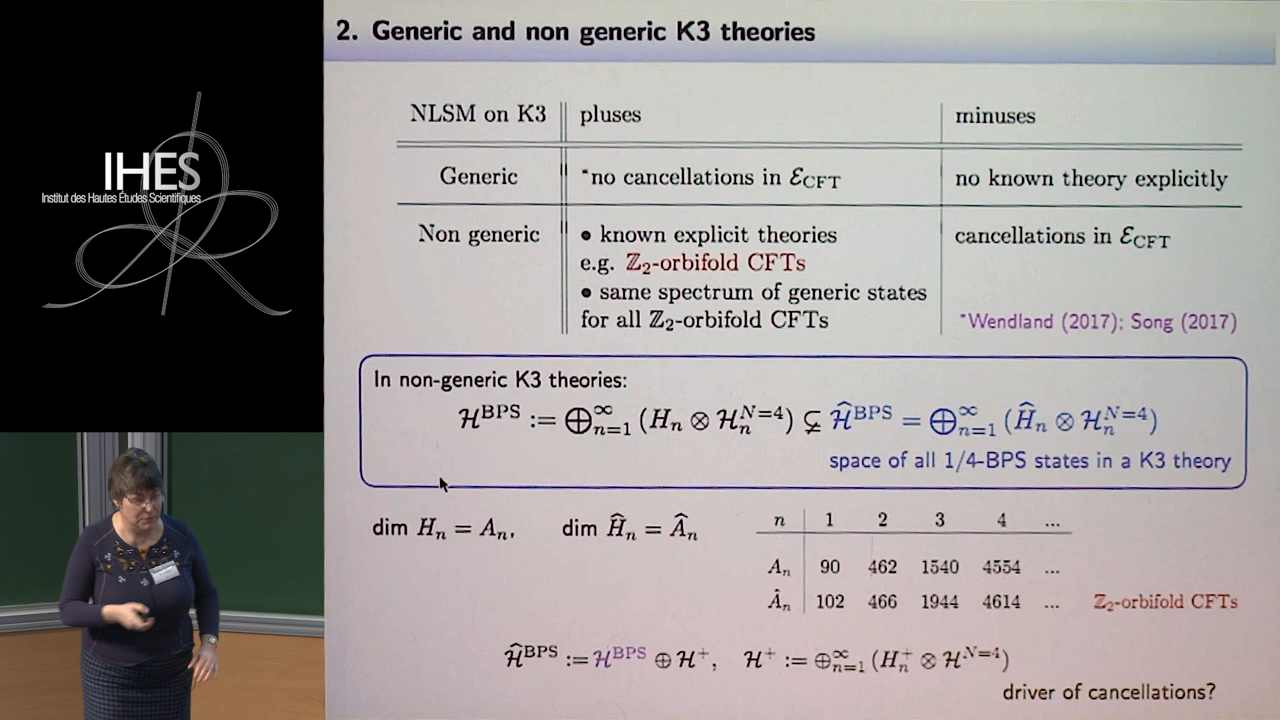 IHES
Institut des Hautes Études Scientifiques
2. Generic and non generic K3 theories
NLSM on K3 pluses minuses
Generic *no cancellations in ℰCFT no known theory explicitly
Non generic • known explicit theories cancellations in ℰCFT
e.g. ℤ₂-orbifold CFTs
• same spectrum of generic states
for all ℤ₂-orbifold CFTs *Wendland (2017); Song (2017)
In non-generic K3 theories:
ℋ^BPS := ⊕_{n=1}^∞ (H_n ⊗ ℋ_n^{N=4}) ⊊ ℋ̂^BPS = ⊕_{n=1}^∞ (Ĥ_n ⊗ ℋ_n^{N=4})
space of all 1/4-BPS states in a K3 theory
dim H_n = A_n, dim Ĥ_n = Â_n
n 1 2 3 4 ...
A_n 90 462 1540 4554 ...
Â_n 102 466 1944 4614 ... ℤ₂-orbifold CFTs
ℋ̂^BPS := ℋ^BPS ⊕ ℋ⁺, ℋ⁺ := ⊕_{n=1}^∞ (H_n^+ ⊗ ℋ^{N=4})
driver of cancellations?